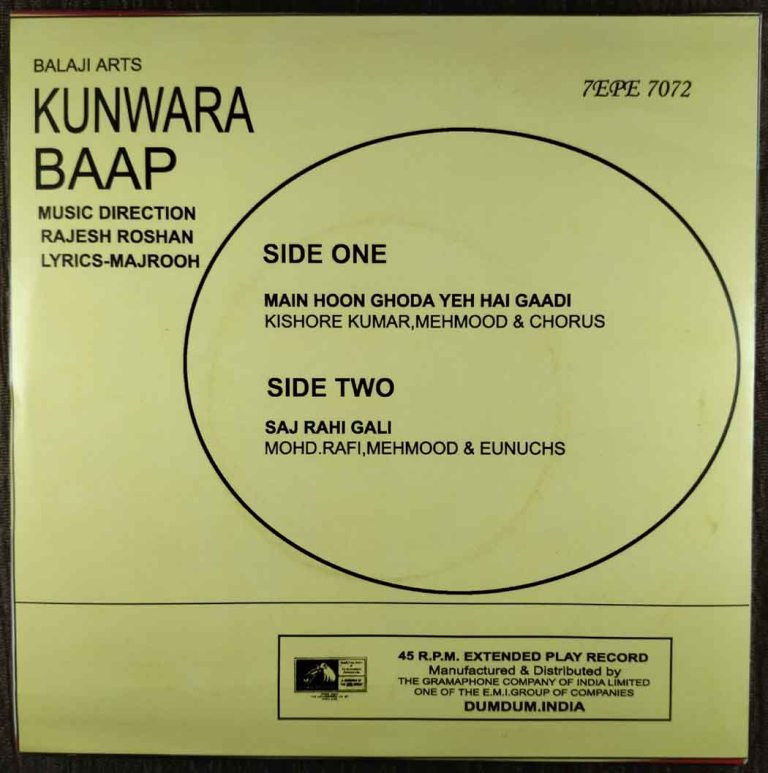 BALAJI ARTS
7EPE 7072
KUNWARA
BAAP
MUSIC DIRECTION
RAJESH ROSHAN
LYRICS-MAJROOH
SIDE ONE
MAIN HOON GHODA YEH HAI GAADI
KISHORE KUMAR,MEHMOOD & CHORUS
SIDE TWO
SAJ RAHI GALI
MOHD.RAFI,MEHMOOD & EUNUCHS
45 R.P.M. EXTENDED PLAY RECORD
Manufactured & Distributed by
THE GRAMAPHONE COMPANY OF INDIA LIMITED
ONE OF THE E.M.I.GROUP OF COMPANIES
DUMDUM.INDIA